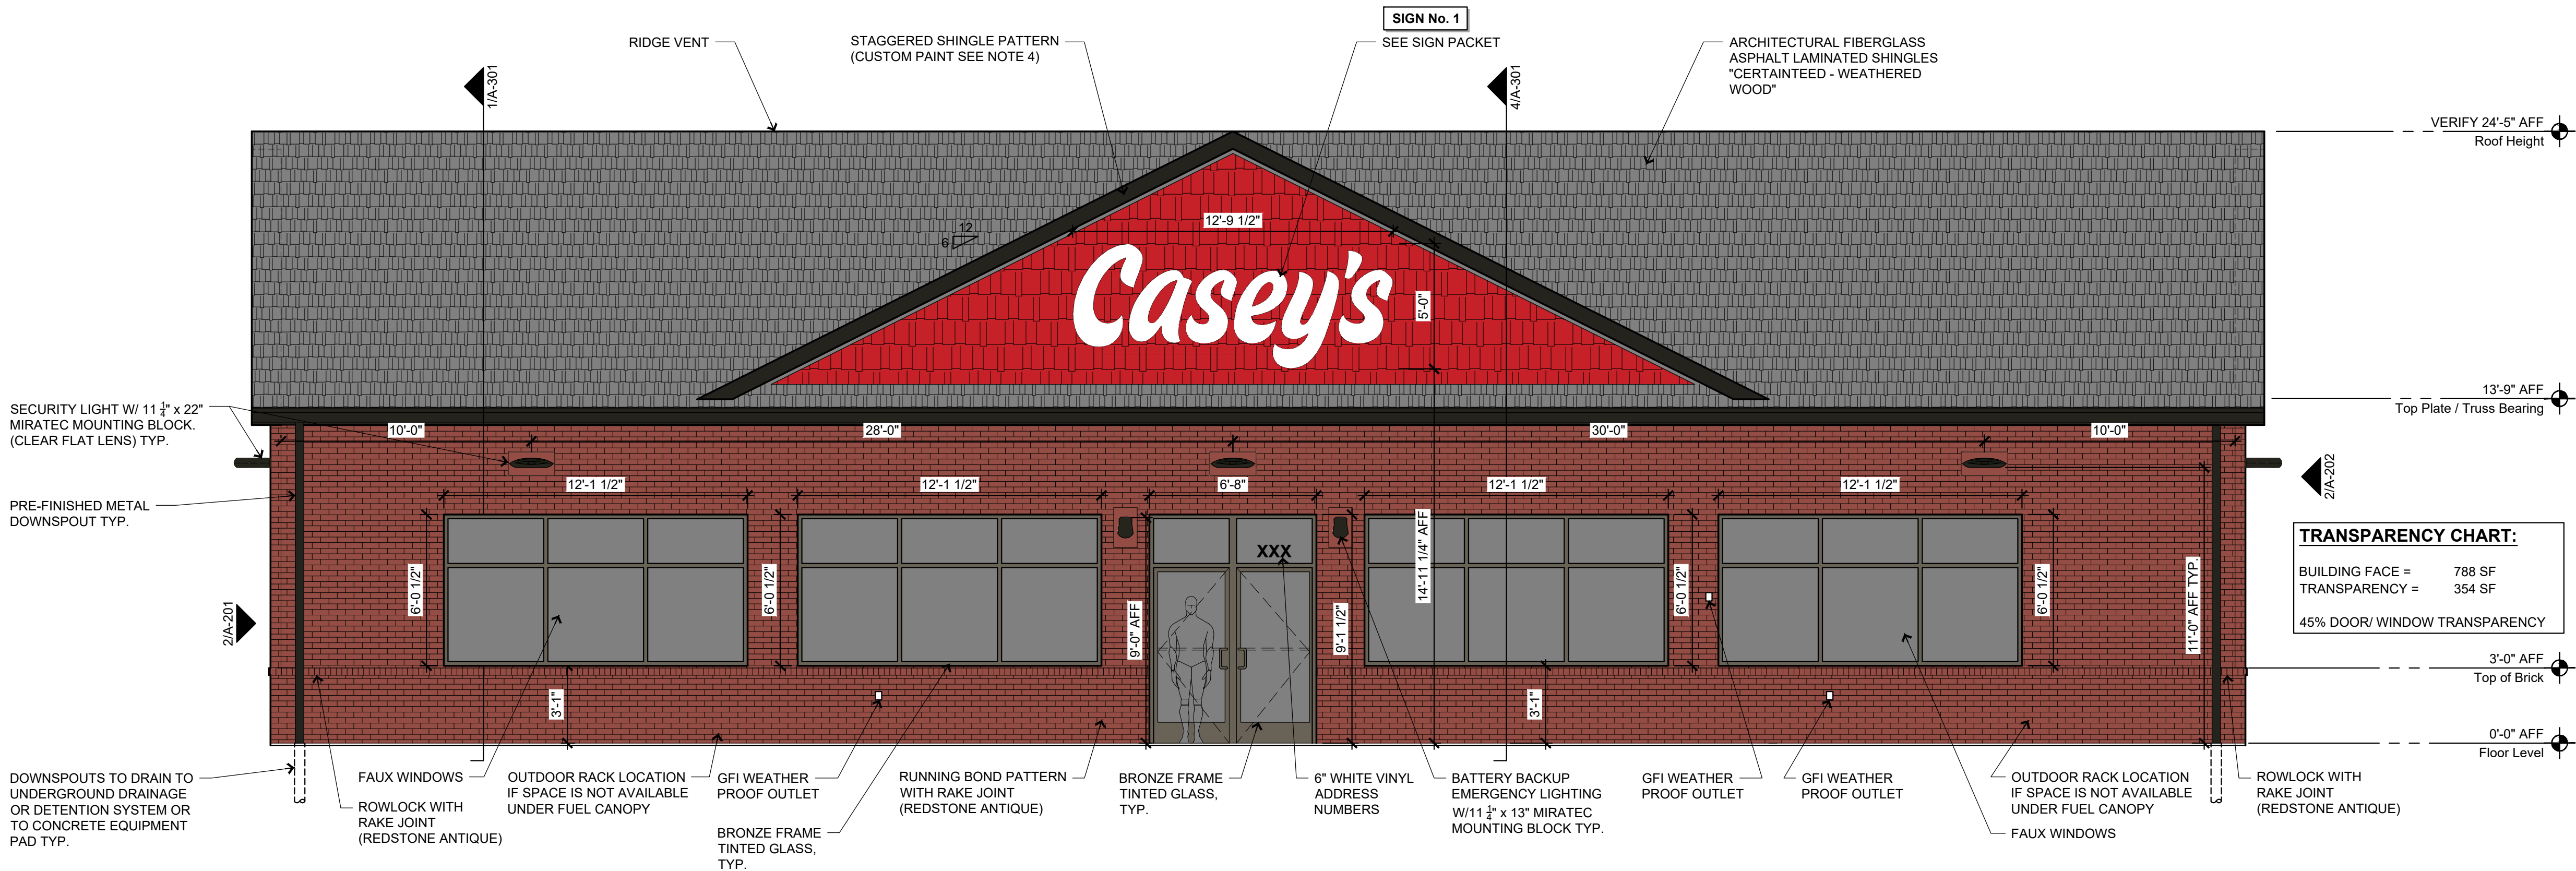 SIGN No. 1
RIDGE VENT
STAGGERED SHINGLE PATTERN
(CUSTOM PAINT SEE NOTE 4)
SEE SIGN PACKET
ARCHITECTURAL FIBERGLASS
ASPHALT LAMINATED SHINGLES
"CERTAINTEED - WEATHERED
WOOD"
1/A-301
4/A-301
VERIFY 24'-5" AFF
Roof Height
12'-9 1/2"
12
6
Casey's
5'-0"
13'-9" AFF
Top Plate / Truss Bearing
SECURITY LIGHT W/ 11 1/4" x 22"
MIRATEC MOUNTING BLOCK.
(CLEAR FLAT LENS) TYP.
10'-0"
28'-0"
30'-0"
10'-0"
2/A-202
PRE-FINISHED METAL
DOWNSPOUT TYP.
12'-1 1/2"
12'-1 1/2"
6'-8"
12'-1 1/2"
12'-1 1/2"
TRANSPARENCY CHART:
BUILDING FACE = 788 SF
TRANSPARENCY = 354 SF
45% DOOR/ WINDOW TRANSPARENCY
XXX
14'-11 1/4" AFF
6'-0 1/2"
6'-0 1/2"
6'-0 1/2"
6'-0 1/2"
11'-0" AFF TYP.
2/A-201
9'-0" AFF
9'-1 1/2"
3'-0" AFF
Top of Brick
3'-1"
3'-1"
0'-0" AFF
Floor Level
DOWNSPOUTS TO DRAIN TO
UNDERGROUND DRAINAGE
OR DETENTION SYSTEM OR
TO CONCRETE EQUIPMENT
PAD TYP.
FAUX WINDOWS
ROWLOCK WITH
RAKE JOINT
(REDSTONE ANTIQUE)
OUTDOOR RACK LOCATION
IF SPACE IS NOT AVAILABLE
UNDER FUEL CANOPY
GFI WEATHER
PROOF OUTLET
BRONZE FRAME
TINTED GLASS,
TYP.
RUNNING BOND PATTERN
WITH RAKE JOINT
(REDSTONE ANTIQUE)
BRONZE FRAME
TINTED GLASS,
TYP.
6" WHITE VINYL
ADDRESS
NUMBERS
BATTERY BACKUP
EMERGENCY LIGHTING
W/11 1/4" x 13" MIRATEC
MOUNTING BLOCK TYP.
GFI WEATHER
PROOF OUTLET
GFI WEATHER
PROOF OUTLET
OUTDOOR RACK LOCATION
IF SPACE IS NOT AVAILABLE
UNDER FUEL CANOPY
FAUX WINDOWS
ROWLOCK WITH
RAKE JOINT
(REDSTONE ANTIQUE)